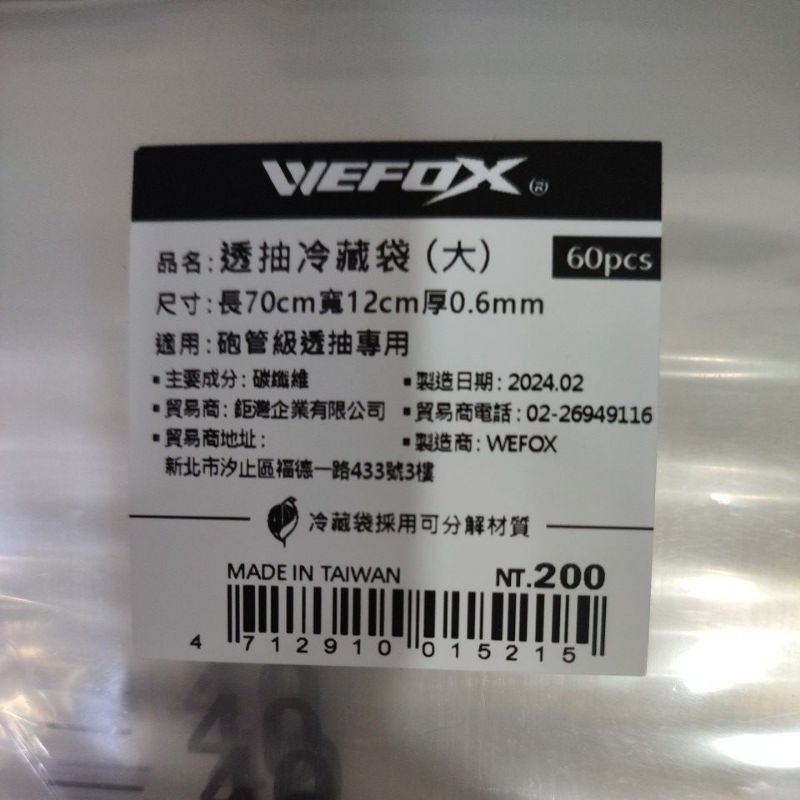 WEFOX®
品名:透抽冷藏袋(大) 60pcs
尺寸:長70cm寬12cm厚0.6mm
適用:砲管級透抽專用
▪主要成分:碳纖維 ▪製造日期:2024.02
▪貿易商:鉅灣企業有限公司 ▪貿易商電話:02-26949116
▪貿易商地址: ▪製造商:WEFOX
新北市汐止區福德一路433號3樓
冷藏袋採用可分解材質
MADE IN TAIWAN NT.200
4 712910 015215
40
40